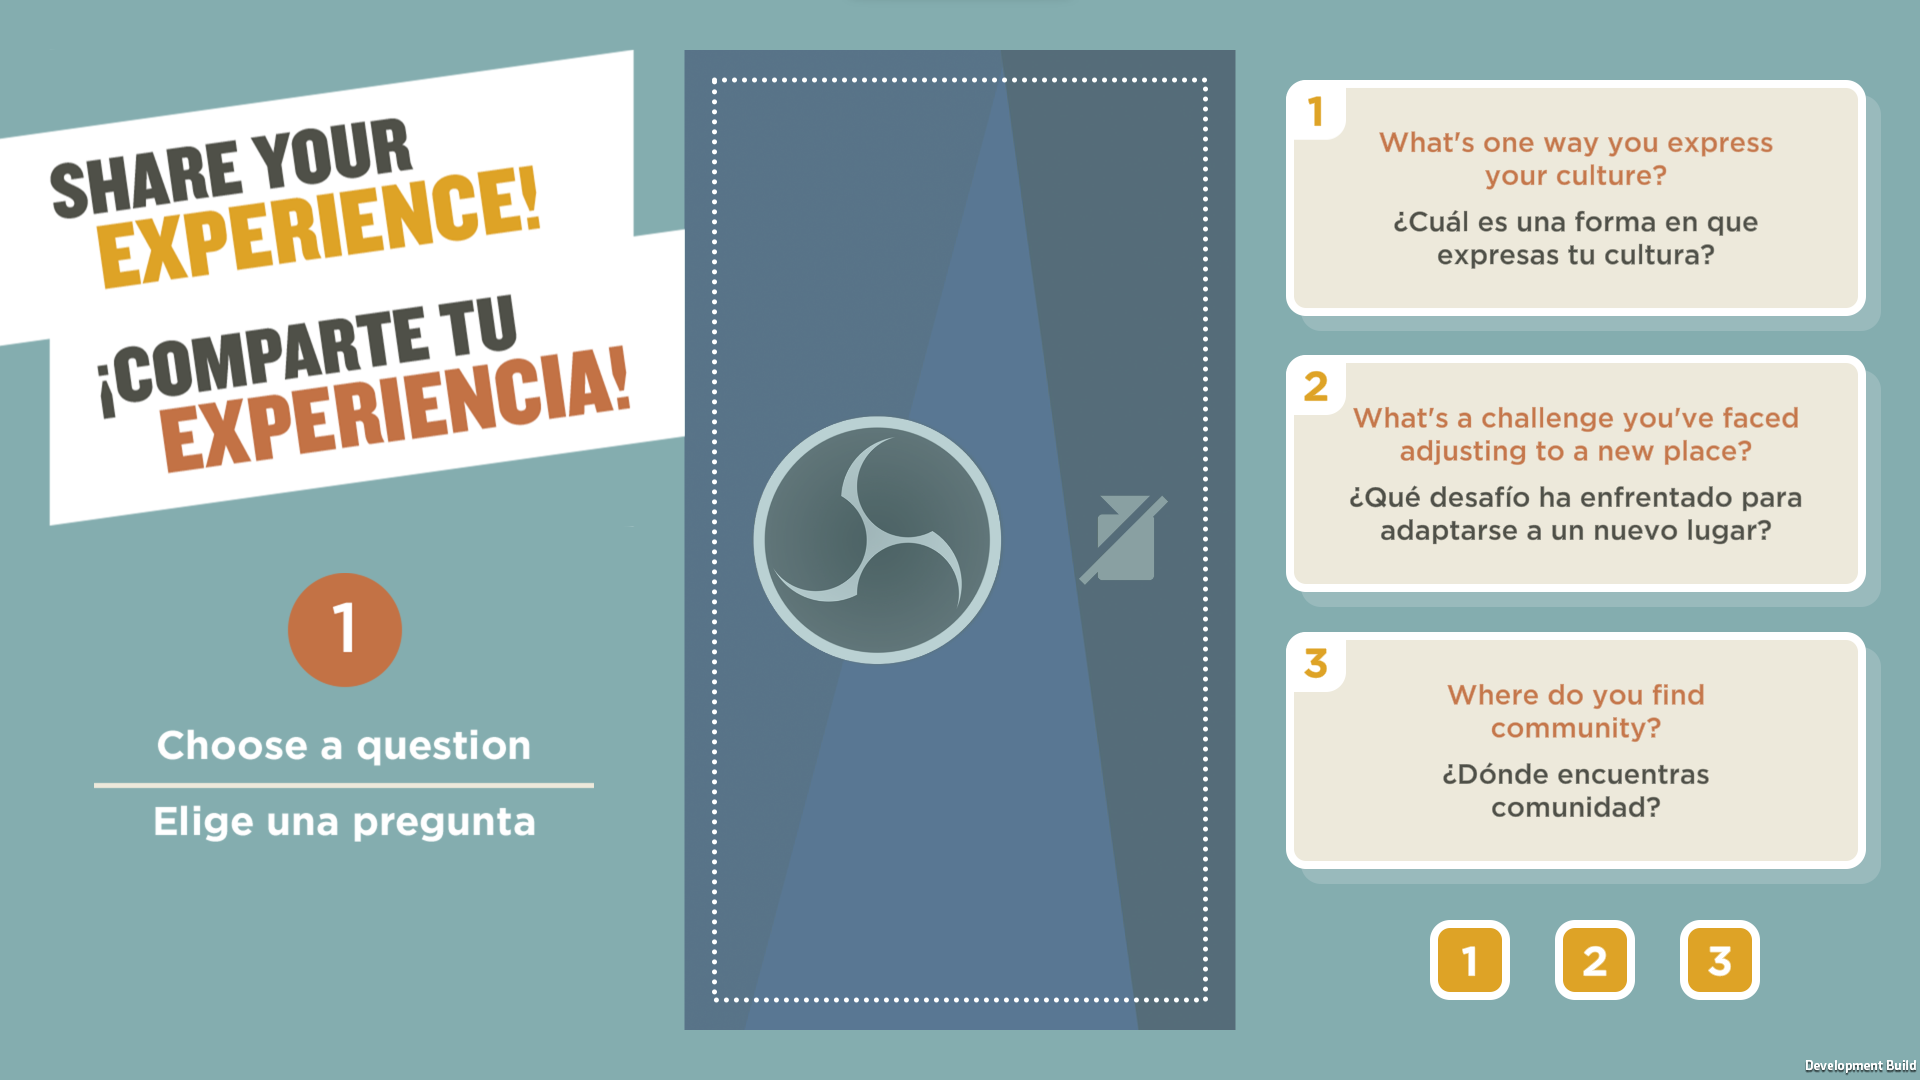 SHARE YOUR
EXPERIENCE!
¡COMPARTE TU
EXPERIENCIA!
1
Choose a question
Elige una pregunta
1
What's one way you express
your culture?
¿Cuál es una forma en que
expresas tu cultura?
2
What's a challenge you've faced
adjusting to a new place?
¿Qué desafío ha enfrentado para
adaptarse a un nuevo lugar?
3
Where do you find
community?
¿Dónde encuentras
comunidad?
1 2 3
Development Build